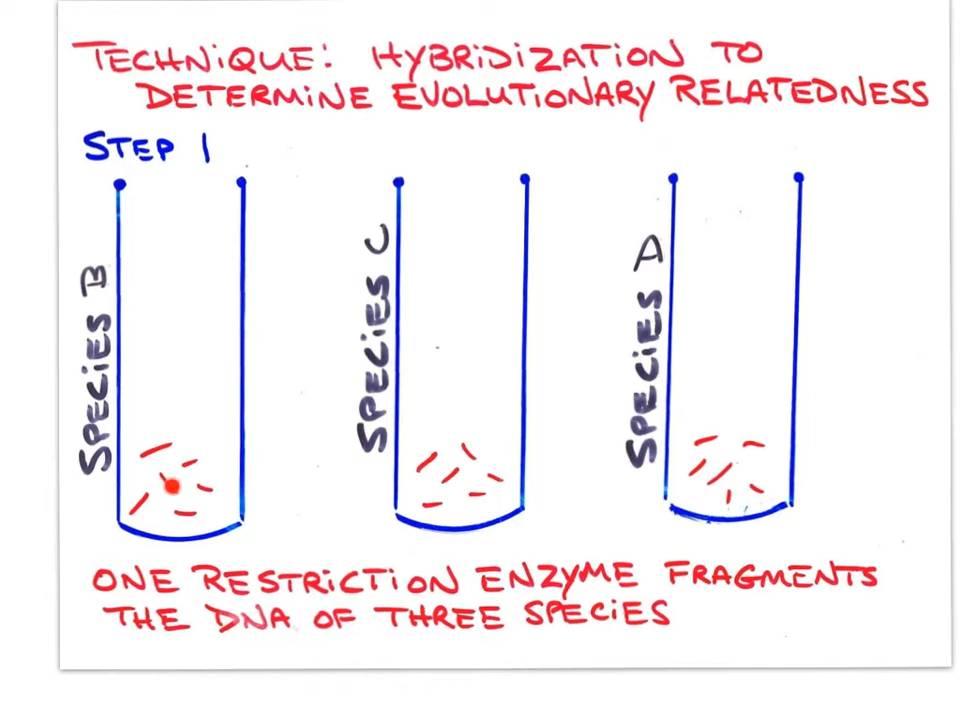 TECHNIQUE: HYBRIDIZATION TO
DETERMINE EVOLUTIONARY RELATEDNESS
STEP 1
SPECIES B
SPECIES C
SPECIES A
ONE RESTRICTION ENZYME FRAGMENTS
THE DNA OF THREE SPECIES